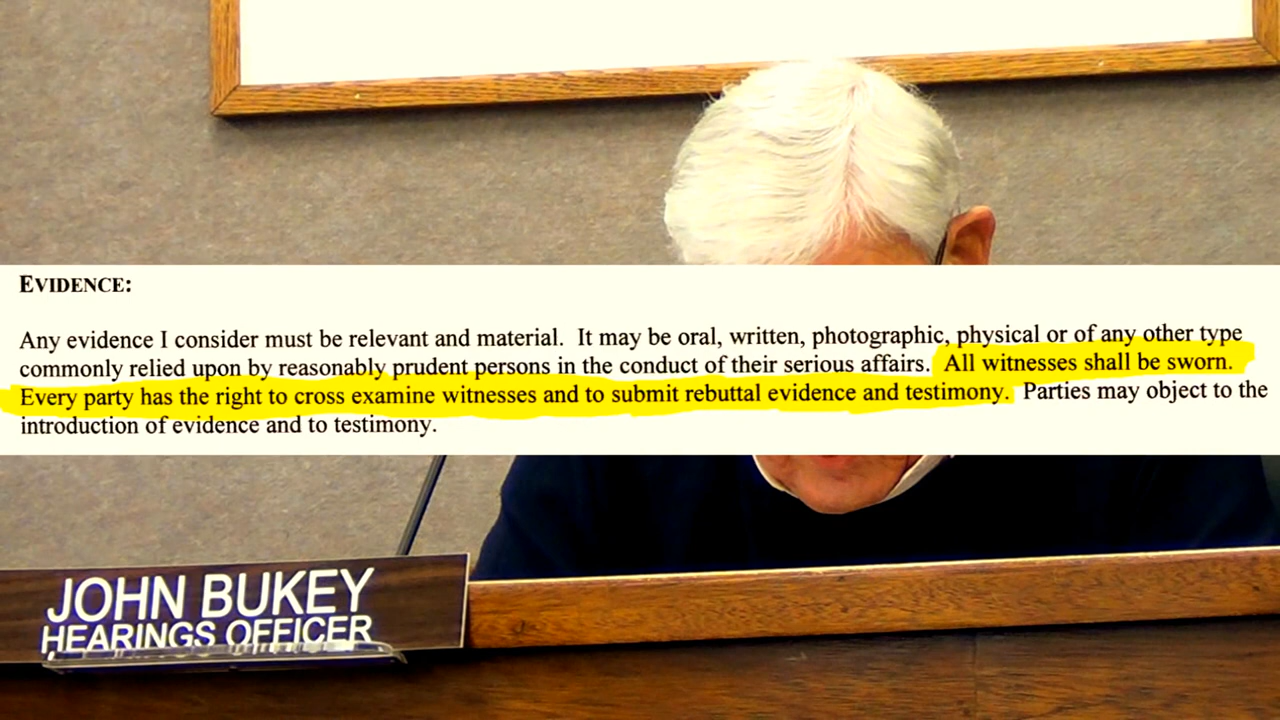 EVIDENCE:
Any evidence I consider must be relevant and material. It may be oral, written, photographic, physical or of any other type
commonly relied upon by reasonably prudent persons in the conduct of their serious affairs. All witnesses shall be sworn.
Every party has the right to cross examine witnesses and to submit rebuttal evidence and testimony. Parties may object to the
introduction of evidence and to testimony.
JOHN BUKEY
HEARINGS OFFICER